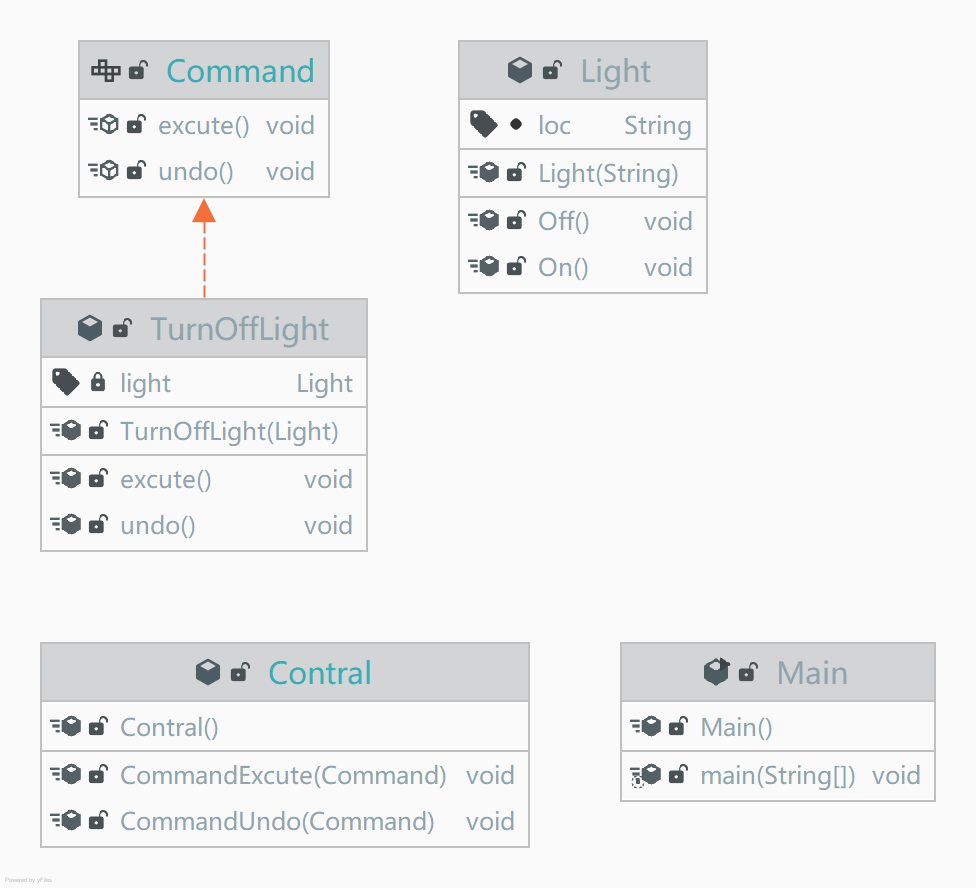 Command
excute() void
undo() void
Light
loc String
Light(String)
Off() void
On() void
TurnOffLight
light Light
TurnOffLight(Light)
excute() void
undo() void
Contral
Contral()
CommandExcute(Command) void
CommandUndo(Command) void
Main
Main()
main(String[]) void
Powered by yFiles